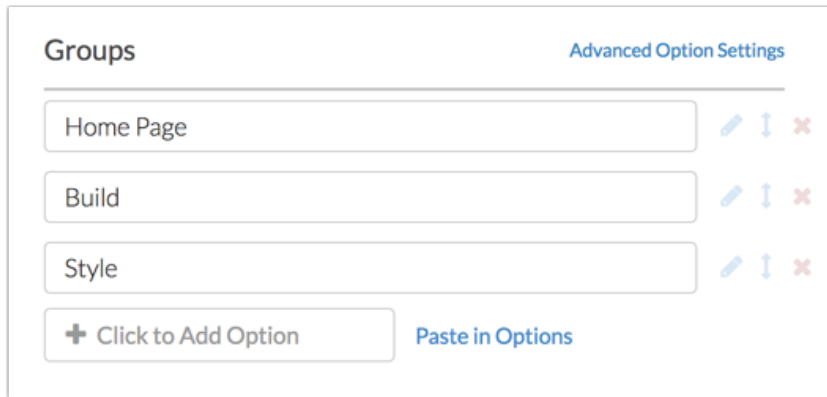 Groups
Advanced Option Settings
Home Page
Build
Style
Click to Add Option
Paste in Options